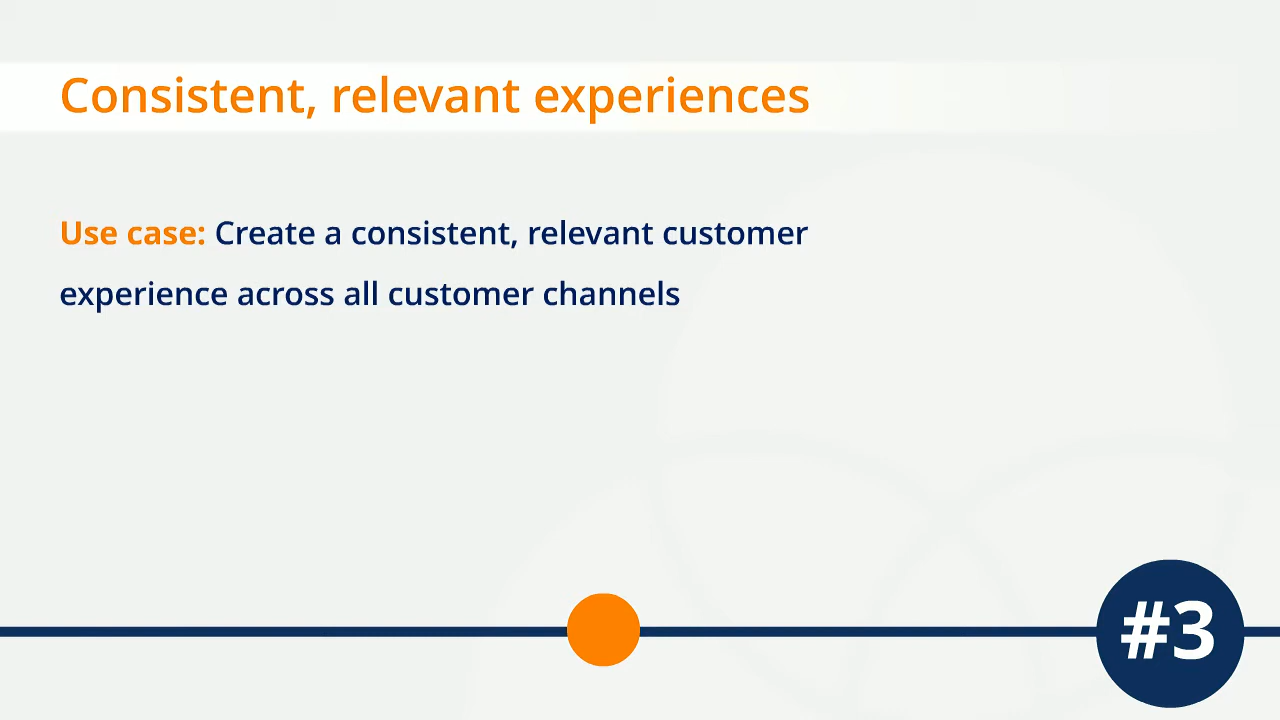 Consistent, relevant experiences
Use case: Create a consistent, relevant customer
experience across all customer channels
#3